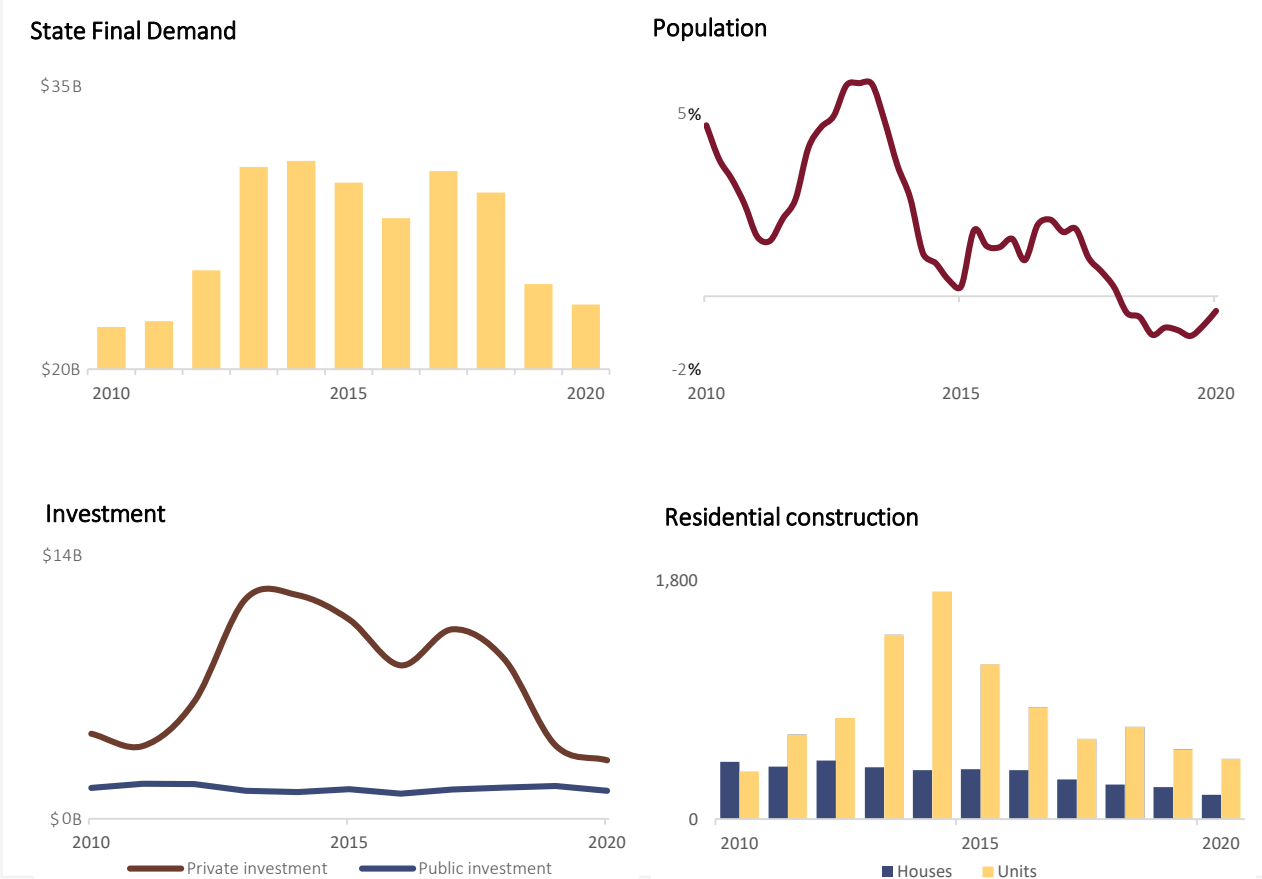 State Final Demand
$35B
$20B
2010 2015 2020
Population
5%
-2%
2010 2015 2020
Investment
$14B
$0B
2010 2015 2020
Private investment Public investment
Residential construction
1,800
0
2010 2015 2020
Houses Units